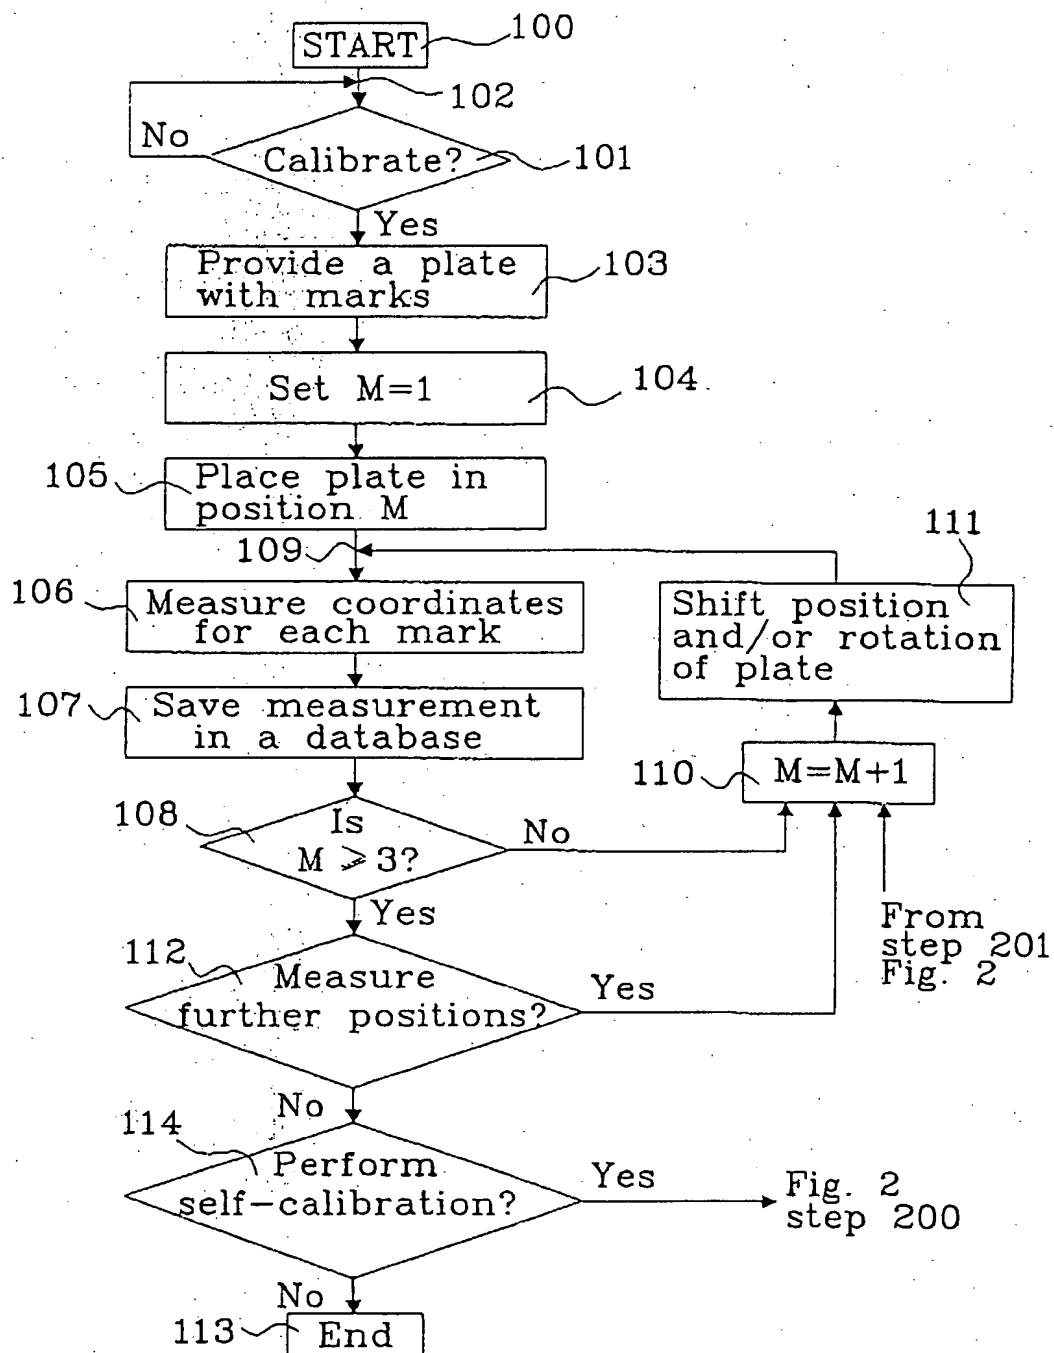 START
100
102
No
Calibrate?
101
Yes
Provide a plate
with marks
103
Set M=1
104
105
Place plate in
position M
109
111
106
Measure coordinates
for each mark
Shift position
and/or rotation
of plate
107
Save measurement
in a database
110
M=M+1
108
Is
M ⩾ 3?
No
Yes
From
step 201
Fig. 2
112
Measure
further positions?
Yes
No
114
Perform
self-calibration?
Yes
Fig. 2
step 200
No
113
End